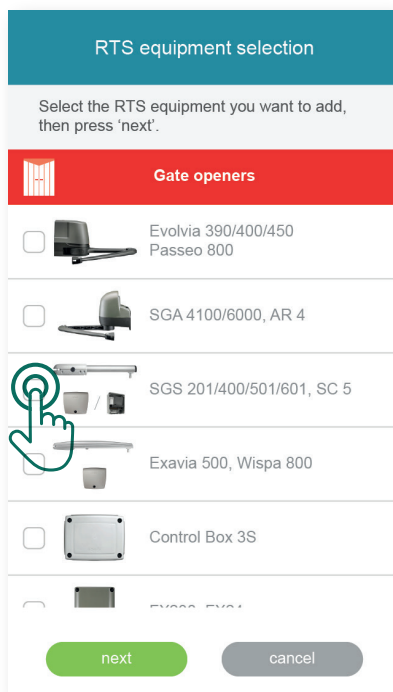 RTS equipment selection
Select the RTS equipment you want to add,
then press ‘next’.
Gate openers
Evolvia 390/400/450
Passeo 800
SGA 4100/6000, AR 4
SGS 201/400/501/601, SC 5
Exavia 500, Wispa 800
Control Box 3S
next
cancel